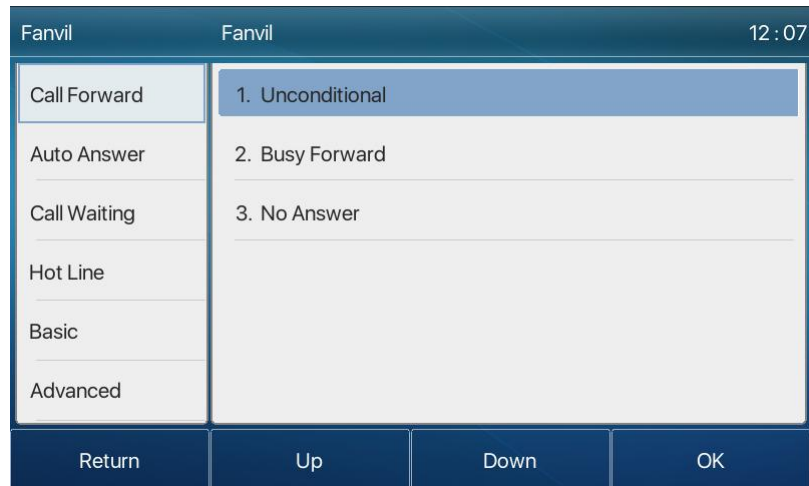 Fanvil Fanvil 12:07
Call Forward
Auto Answer
Call Waiting
Hot Line
Basic
Advanced
1. Unconditional
2. Busy Forward
3. No Answer
Return Up Down OK